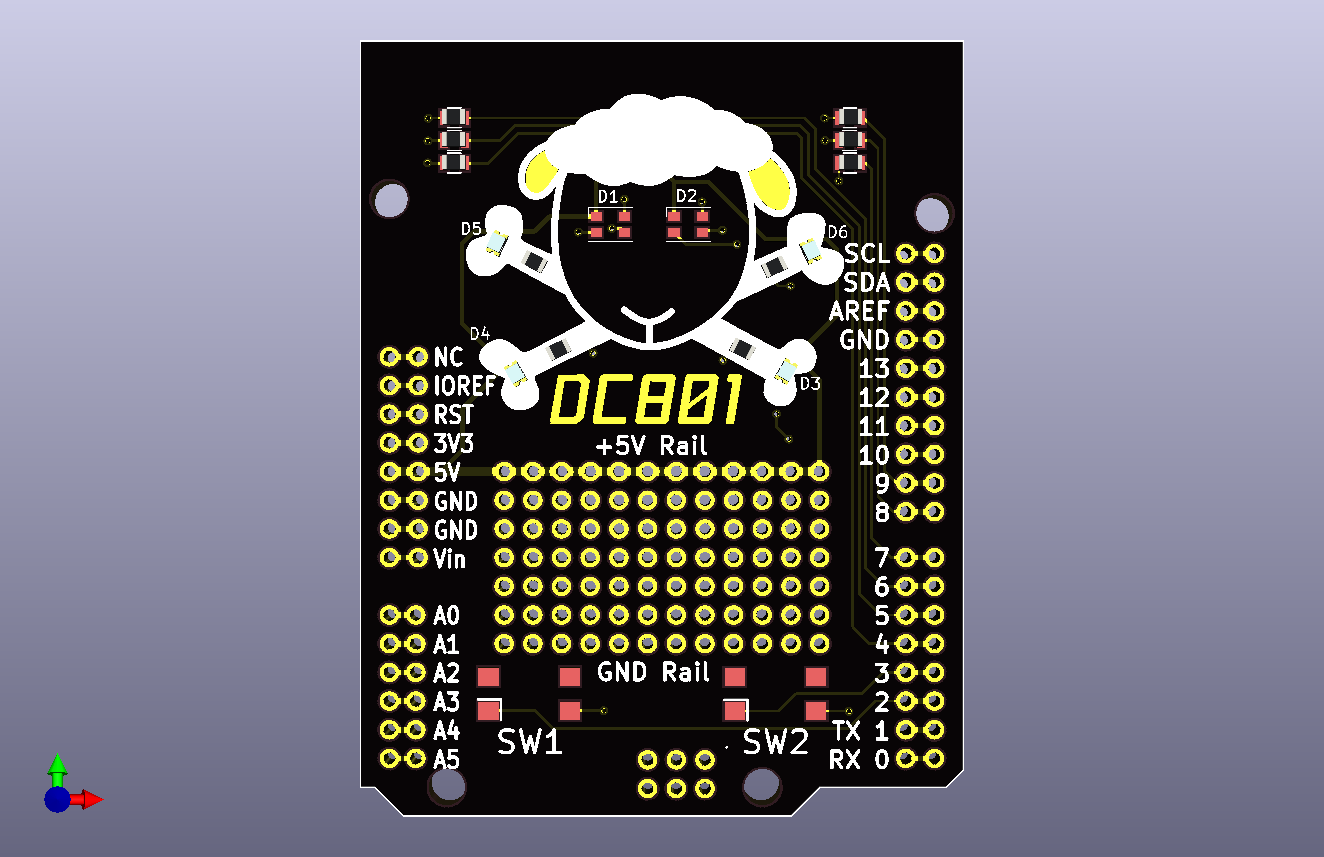 D1 D2
D5 D6
D4
D3
DC801
+5V Rail
NC
IOREF
RST
3V3
5V
GND
GND
Vin
A0
A1
A2
A3
A4
A5
SCL
SDA
AREF
GND
13
12
11
10
9
8
7
6
5
4
3
2
TX 1
RX 0
GND Rail
SW1 SW2